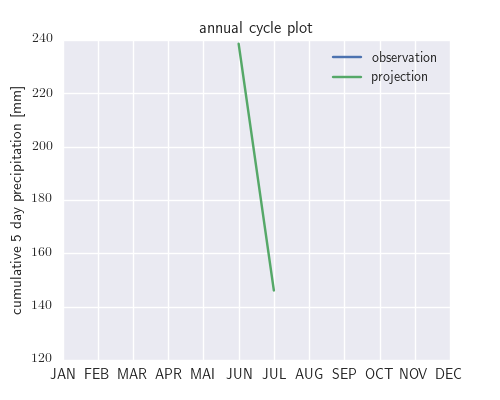 annual cycle plot
240
220
200
180
160
140
120
cumulative 5 day precipitation [mm]
observation
projection
JAN FEB MAR APR MAI JUN JUL AUG SEP OCT NOV DEC